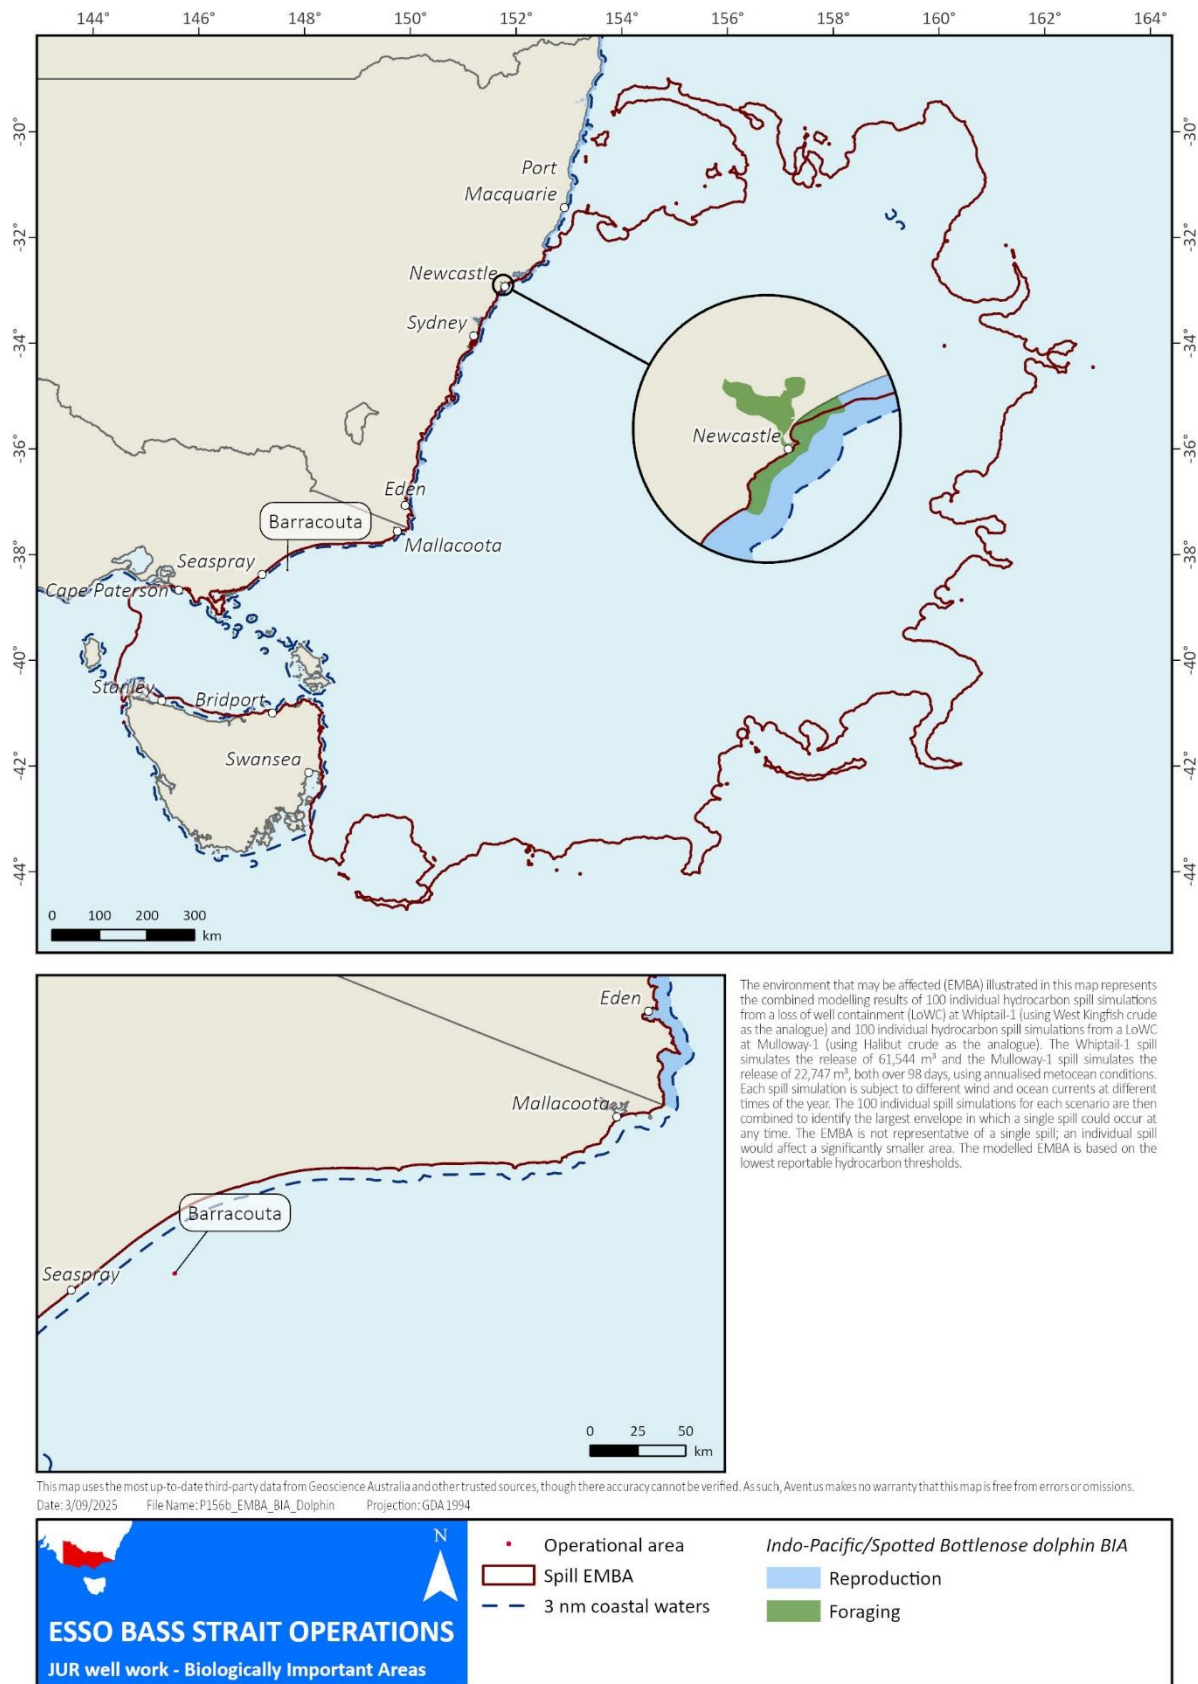 144° 146° 148° 150° 152° 154° 156° 158° 160° 162° 164°
-30° -30°
Port
Macquarie
-32° -32°
Newcastle
Sydney
-34° -34°
Newcastle
-36° -36°
Eden
Barracouta
Mallacoota
-38° -38°
Seaspray
Cape Paterson
-40° -40°
Stanley
Bridport
Swansea
-42° -42°
-44° -44°
0 100 200 300
km
Eden
Mallacoota
Barracouta
Seaspray
0 25 50
km
The environment that may be affected (EMBA) illustrated in this map represents
the combined modelling results of 100 individual hydrocarbon spill simulations
from a loss of well containment (LoWC) at Whiptail-1 (using West Kingfish crude
as the analogue) and 100 individual hydrocarbon spill simulations from a LoWC
at Mulloway-1 (using Halibut crude as the analogue). The Whiptail-1 spill
simulates the release of 61,544 m³ and the Mulloway-1 spill simulates the
release of 22,747 m³, both over 98 days, using annualised metocean conditions.
Each spill simulation is subject to different wind and ocean currents at different
times of the year. The 100 individual spill simulations for each scenario are then
combined to identify the largest envelope in which a single spill could occur at
any time. The EMBA is not representative of a single spill; an individual spill
would affect a significantly smaller area. The modelled EMBA is based on the
lowest reportable hydrocarbon thresholds.
This map uses the most up-to-date third-party data from Geoscience Australia and other trusted sources, though there accuracy cannot be verified. As such, Aventus makes no warranty that this map is free from errors or omissions.
Date: 3/09/2025 File Name: P156b_EMBA_BIA_Dolphin Projection: GDA 1994
N
ESSO BASS STRAIT OPERATIONS
JUR well work - Biologically Important Areas
Operational area
Spill EMBA
3 nm coastal waters
Indo-Pacific/Spotted Bottlenose dolphin BIA
Reproduction
Foraging